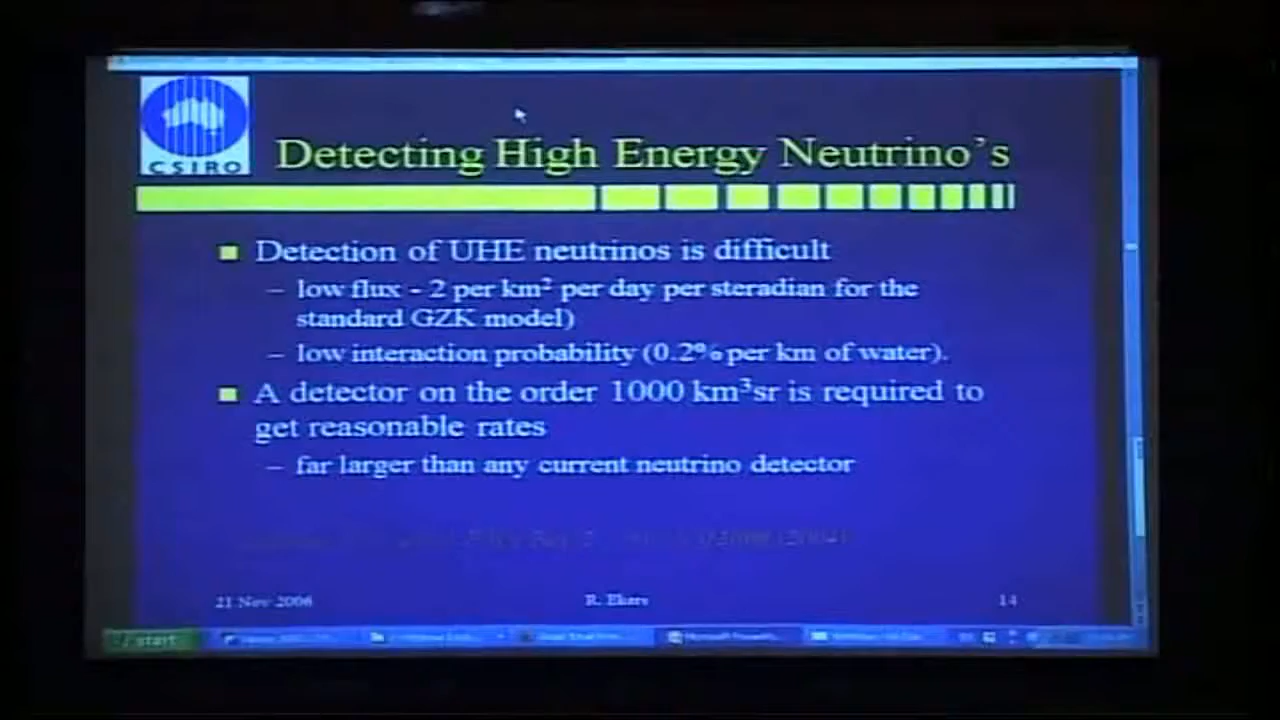 CSIRO
Detecting High Energy Neutrino's
■ Detection of UHE neutrinos is difficult
– low flux - 2 per km² per day per steradian for the
standard GZK model)
– low interaction probability (0.2% per km of water).
■ A detector on the order 1000 km³sr is required to
get reasonable rates
– far larger than any current neutrino detector
21 Nov 2006
R. Ekers
14
start